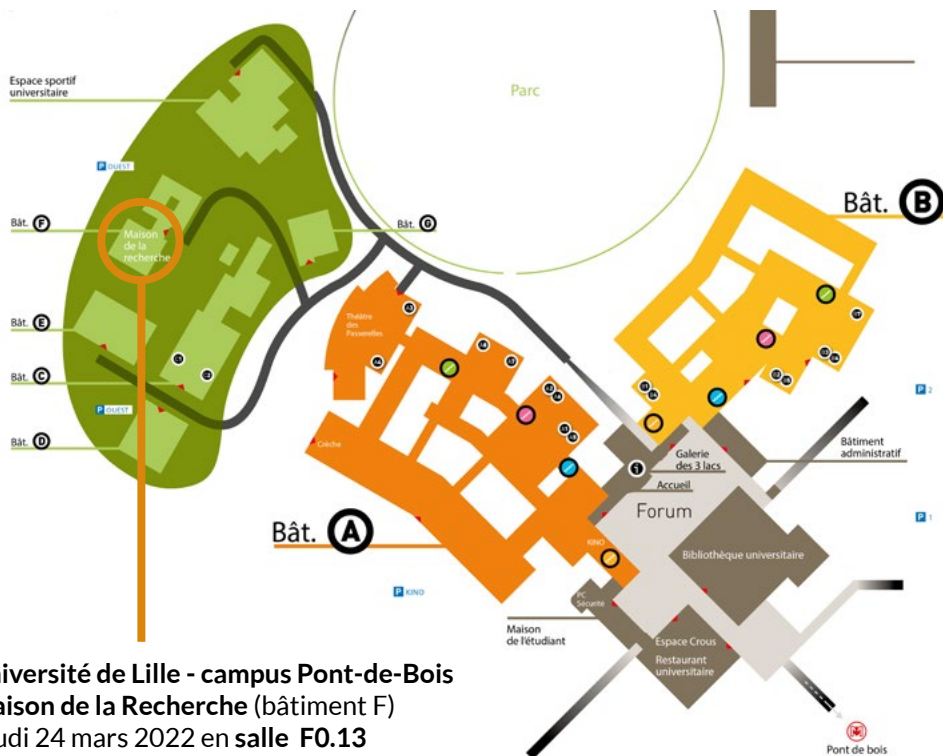 Espace sportif
universitaire
Parc
P OUEST
Bât. B
Bât. F
Bât. G
Maison
de la
recherche
Théâtre
des
Passerelles
Bât. E
Bât. C
P OUEST
Bât. D
Crèche
P 2
Galerie
des 3 lacs
Bâtiment
administratif
i
Accueil
Forum
P 1
Bât. A
KINO
Bibliothèque universitaire
P KINO
PC
Sécurité
Maison
de l'étudiant
Espace Crous
Restaurant
universitaire
niversité de Lille - campus Pont-de-Bois
aison de la Recherche (bâtiment F)
udi 24 mars 2022 en salle F0.13
Pont de bois